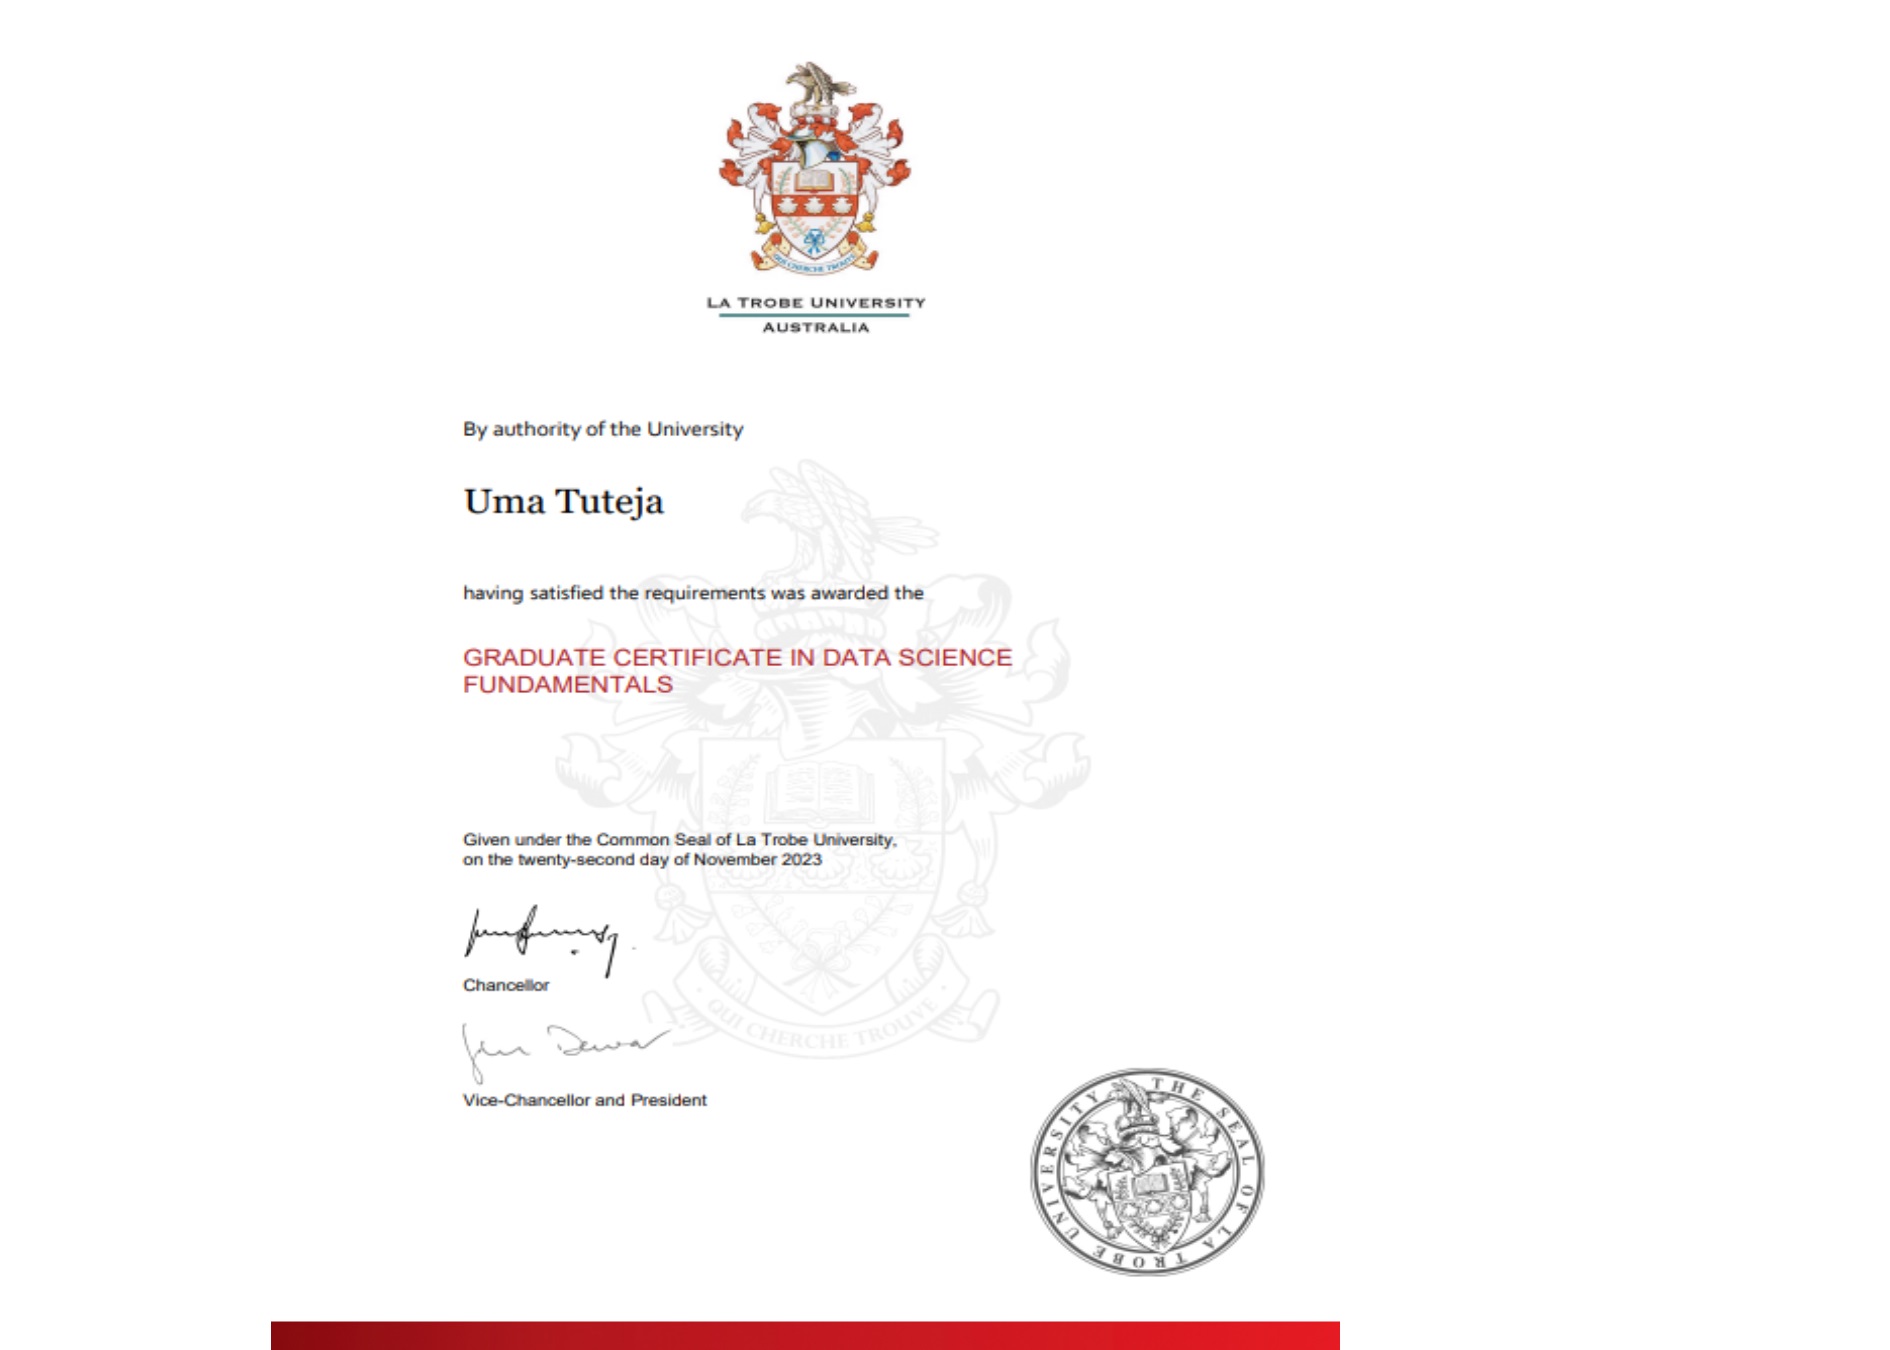 QUI CHERCHE TROUVE
LA TROBE UNIVERSITY
AUSTRALIA
By authority of the University
Uma Tuteja
having satisfied the requirements was awarded the
GRADUATE CERTIFICATE IN DATA SCIENCE
FUNDAMENTALS
Given under the Common Seal of La Trobe University,
on the twenty-second day of November 2023
Chancellor
QUI CHERCHE TROUVE
Vice-Chancellor and President
THE SEAL OF LA TROBE UNIVERSITY